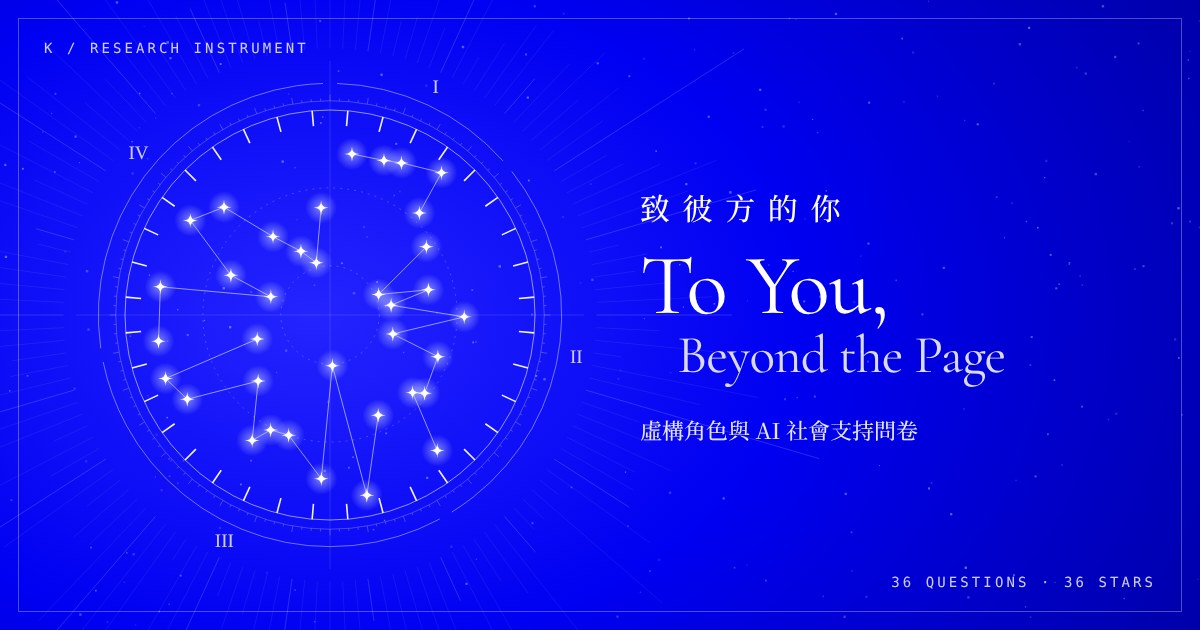 K / RESEARCH INSTRUMENT
I
IV
II
III
致彼方的你
To You,
Beyond the Page
虛構角色與 AI 社會支持問卷
36 QUESTIONS · 36 STARS